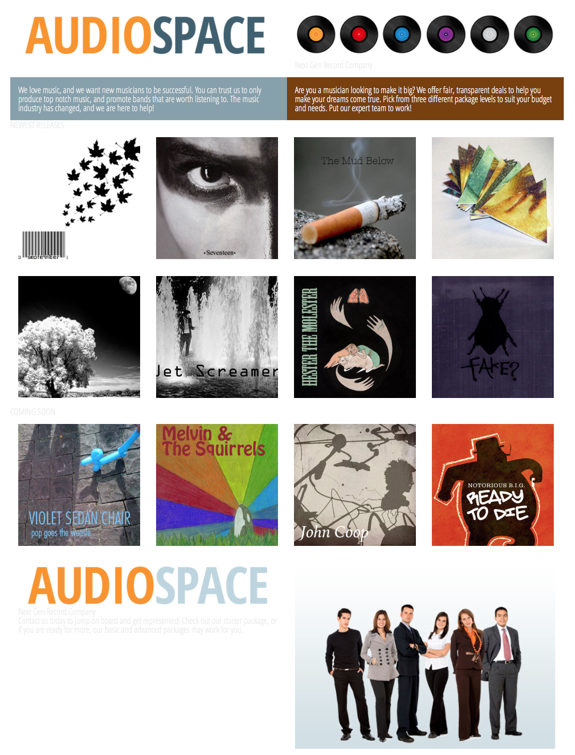 AUDIOSPACE
Next Gen Record Company
We love music, and we want new musicians to be successful. You can trust us to only
produce top notch music, and promote bands that are worth listening to. The music
industry has changed, and we are here to help!
Are you a musician looking to make it big? We offer fair, transparent deals to help you
make your dreams come true. Pick from three different package levels to suit your budget
and needs. Put our expert team to work!
NEWEST RELEASES
•Seventeen•
The Mud Below
Jet Screamer
HESTER THE MOLESTER
FAKE?
COMING SOON
VIOLET SEDAN CHAIR
pop goes the weasel
Melvin &
The Squirrels
John Coop
NOTORIOUS B.I.G.
READY
TO DIE
AUDIOSPACE
Next Gen Record Company
Contact us today to jump on board and get represented! Check out our starter package, or
if you are ready for more, our basic and advanced packages may work for you.